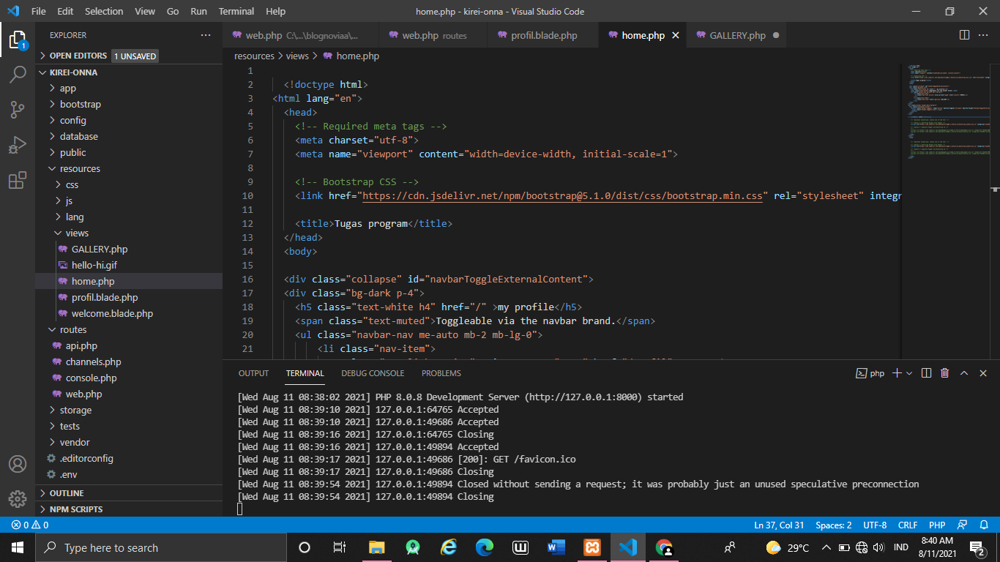 File Edit Selection View Go Run Terminal Help home.php - kirei-onna - Visual Studio Code
EXPLORER ···
web.php C:\...\blognoviaa\... web.php routes profil.blade.php home.php GALLERY.php
1
OPEN EDITORS 1 UNSAVED
resources > views > home.php
KIREI-ONNA
app
bootstrap
config
database
public
resources
css
js
lang
views
GALLERY.php
hello-hi.gif
home.php
profil.blade.php
welcome.blade.php
routes
api.php
channels.php
console.php
web.php
storage
tests
vendor
.editorconfig
.env
OUTLINE
NPM SCRIPTS
1
2 <!doctype html>
3 <html lang="en">
4 <head>
5 <!-- Required meta tags -->
6 <meta charset="utf-8">
7 <meta name="viewport" content="width=device-width, initial-scale=1">
8
9 <!-- Bootstrap CSS -->
10 <link href="https://cdn.jsdelivr.net/npm/bootstrap@5.1.0/dist/css/bootstrap.min.css" rel="stylesheet" integr
11
12 <title>Tugas program</title>
13 </head>
14 <body>
15
16 <div class="collapse" id="navbarToggleExternalContent">
17 <div class="bg-dark p-4">
18 <h5 class="text-white h4" href="/" >my profile</h5>
19 <span class="text-muted">Toggleable via the navbar brand.</span>
20 <ul class="navbar-nav me-auto mb-2 mb-lg-0">
21 <li class="nav-item">
OUTPUT TERMINAL DEBUG CONSOLE PROBLEMS php
[Wed Aug 11 08:38:02 2021] PHP 8.0.8 Development Server (http://127.0.0.1:8000) started
[Wed Aug 11 08:39:10 2021] 127.0.0.1:64765 Accepted
[Wed Aug 11 08:39:10 2021] 127.0.0.1:49686 Accepted
[Wed Aug 11 08:39:16 2021] 127.0.0.1:64765 Closing
[Wed Aug 11 08:39:16 2021] 127.0.0.1:49894 Accepted
[Wed Aug 11 08:39:17 2021] 127.0.0.1:49686 [200]: GET /favicon.ico
[Wed Aug 11 08:39:17 2021] 127.0.0.1:49686 Closing
[Wed Aug 11 08:39:54 2021] 127.0.0.1:49894 Closed without sending a request; it was probably just an unused speculative preconnection
[Wed Aug 11 08:39:54 2021] 127.0.0.1:49894 Closing
0 0 Ln 37, Col 31 Spaces: 2 UTF-8 CRLF PHP
Type here to search 29°C IND 8:40 AM
8/11/2021 2